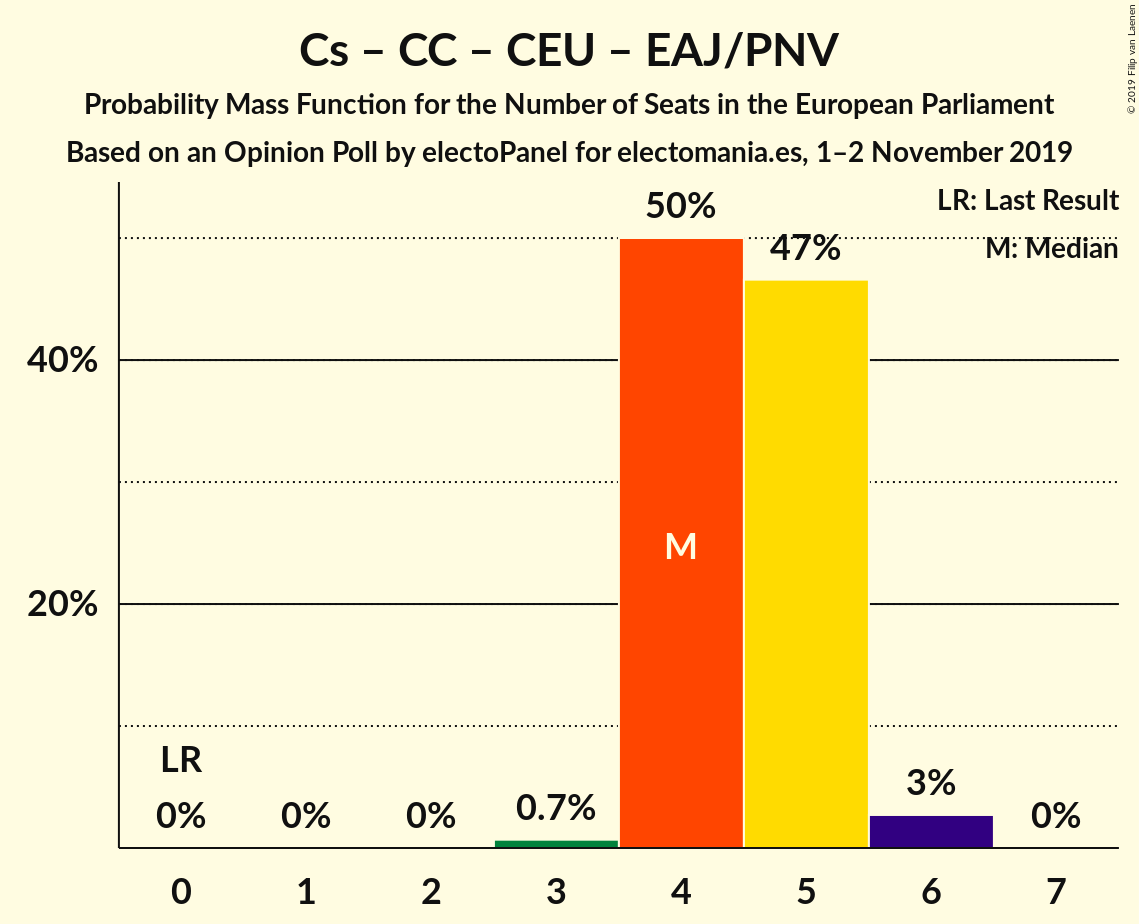 Cs – CC – CEU – EAJ/PNV
Probability Mass Function for the Number of Seats in the European Parliament
Based on an Opinion Poll by electoPanel for electomania.es, 1–2 November 2019
© 2019 Filip van Laenen
LR: Last Result
M: Median
50%
47%
40%
20%
M
LR
0%
0%
0%
0.7%
3%
0%
0 1 2 3 4 5 6 7